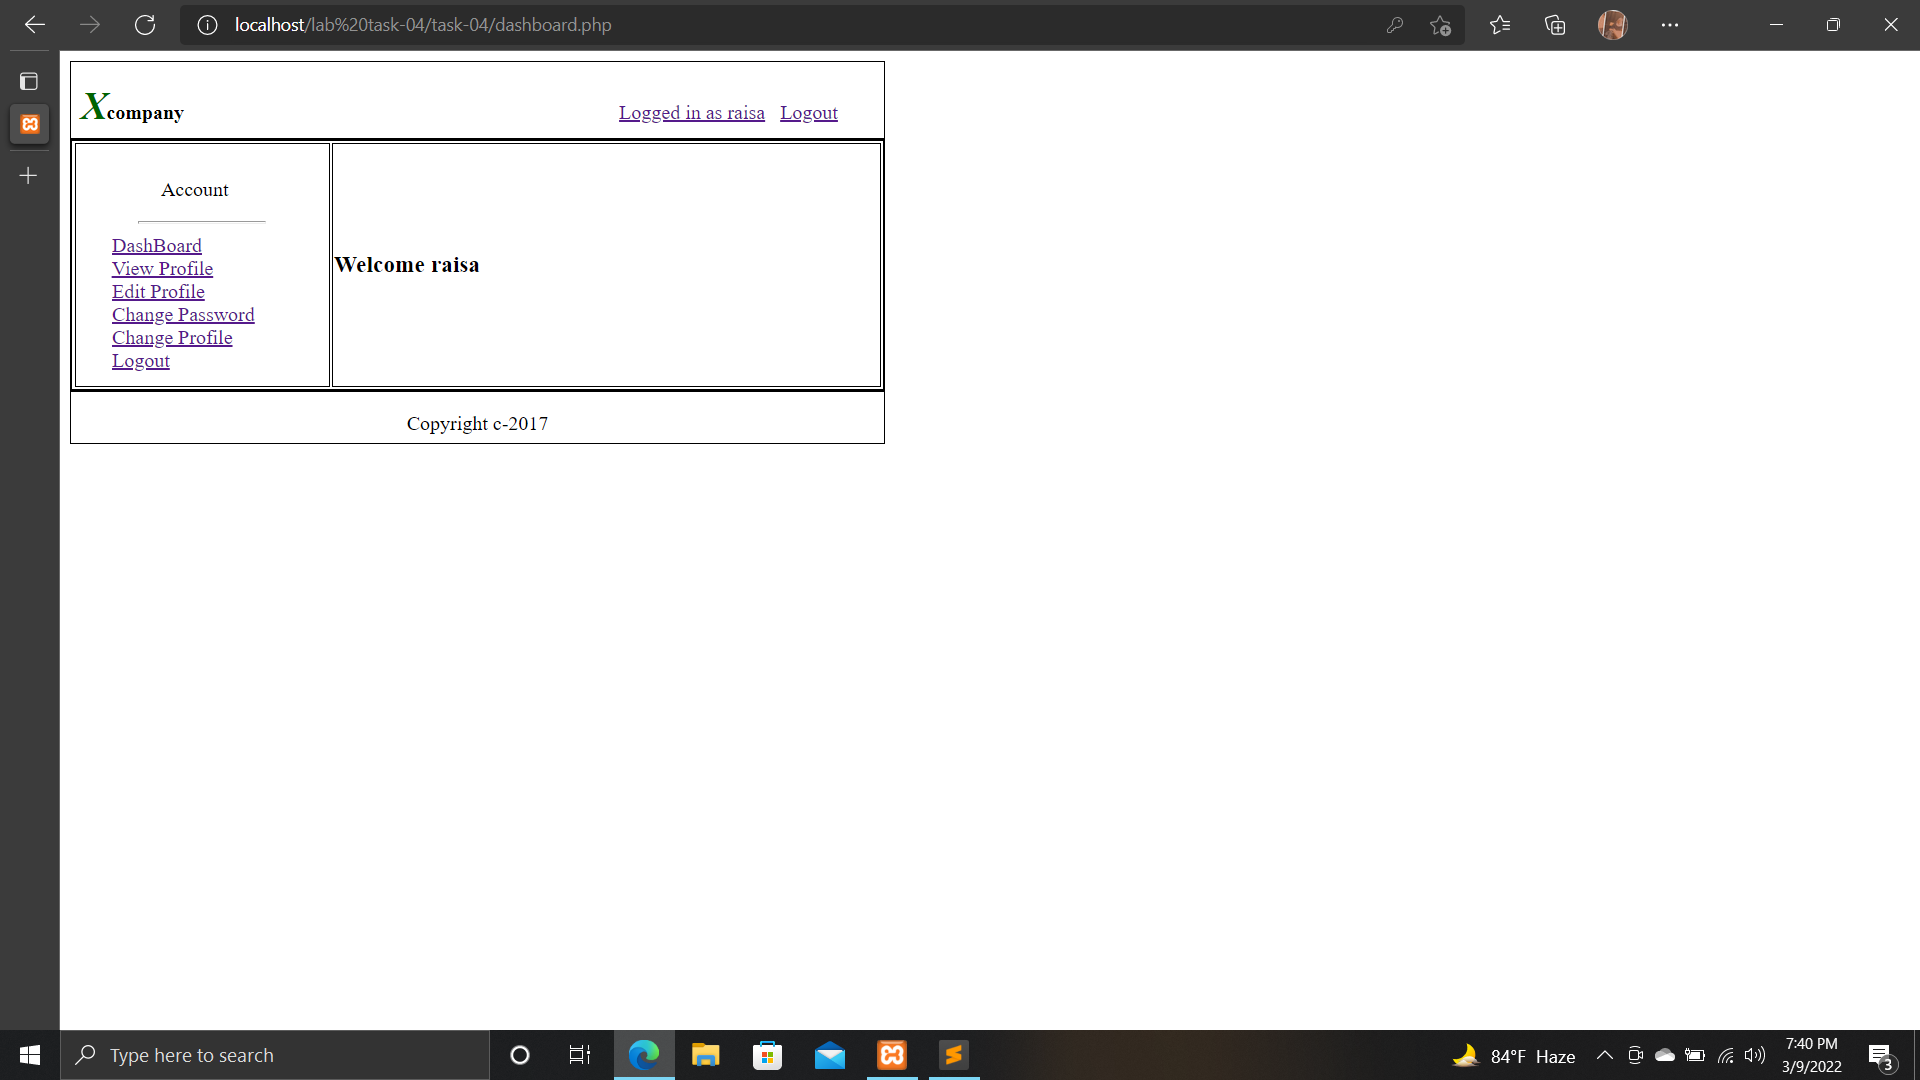 localhost/lab%20task-04/task-04/dashboard.php
Xcompany
Logged in as raisa Logout
Account
DashBoard
View Profile
Edit Profile
Change Password
Change Profile
Logout
Welcome raisa
Copyright c-2017
Type here to search
84°F Haze
7:40 PM
3/9/2022
3